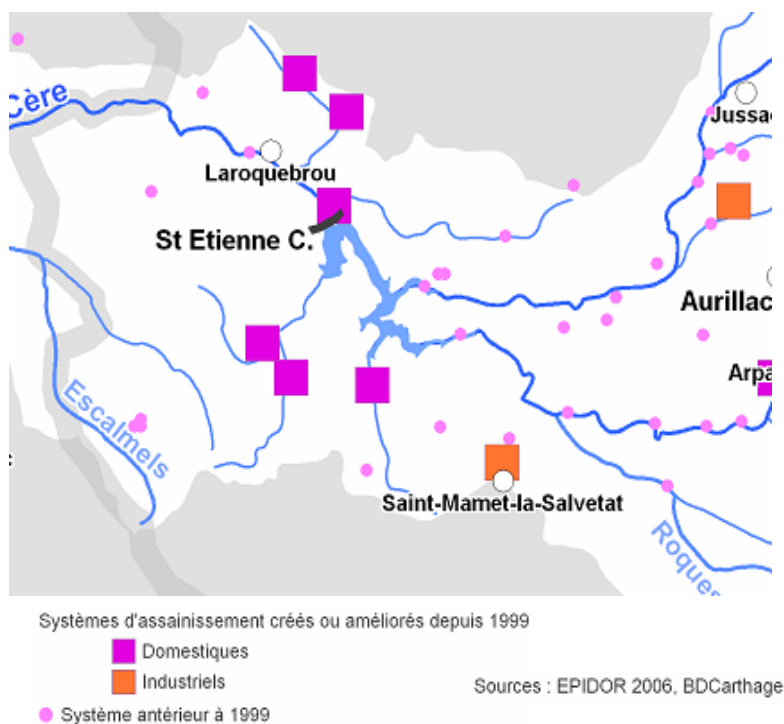 Cère
Jussac
Laroquebrou
St Etienne C.
Aurillac
Arpa
Escalmels
Saint-Mamet-la-Salvetat
Roques
Systèmes d'assainissement créés ou améliorés depuis 1999
Domestiques
Industriels
Sources : EPIDOR 2006, BDCarthage
Système antérieur à 1999